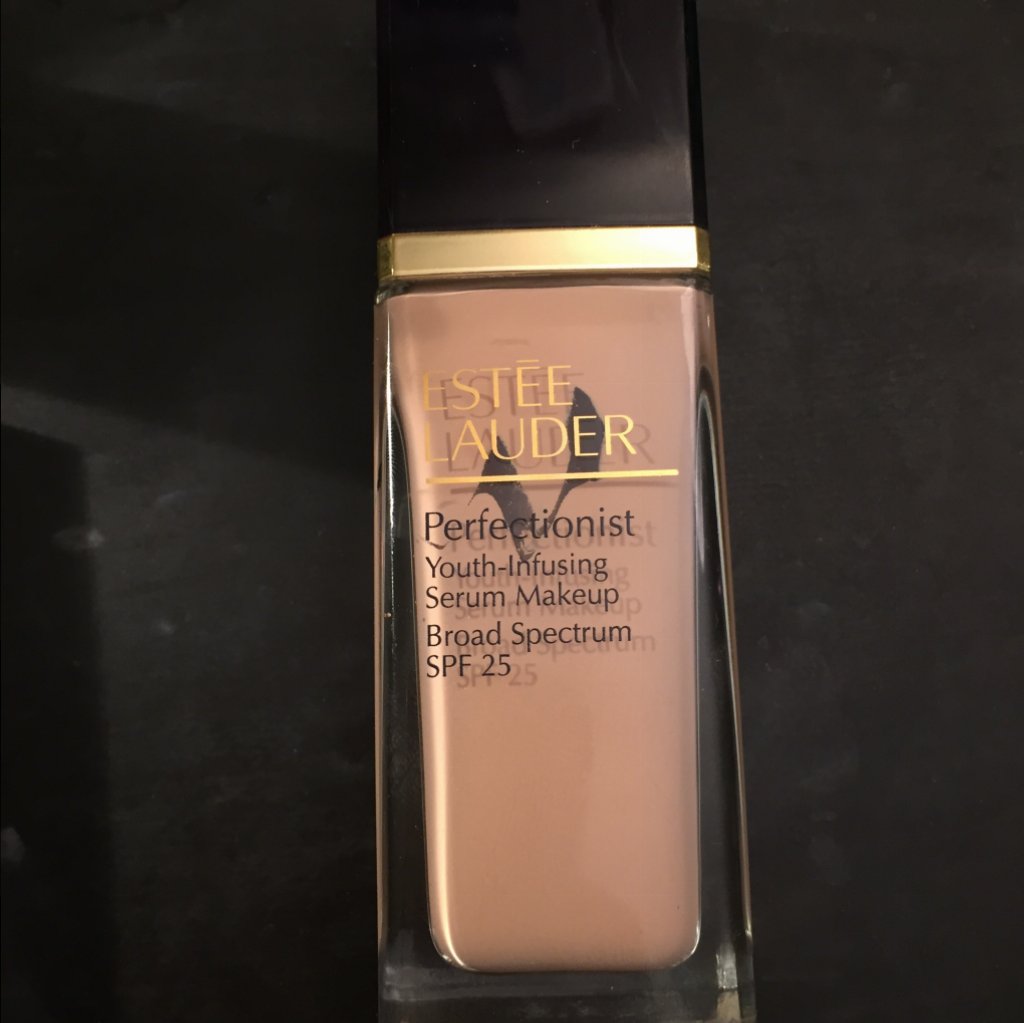 ESTĒE
LAUDER
Perfectionist
Youth-Infusing
Serum Makeup
Broad Spectrum
SPF 25